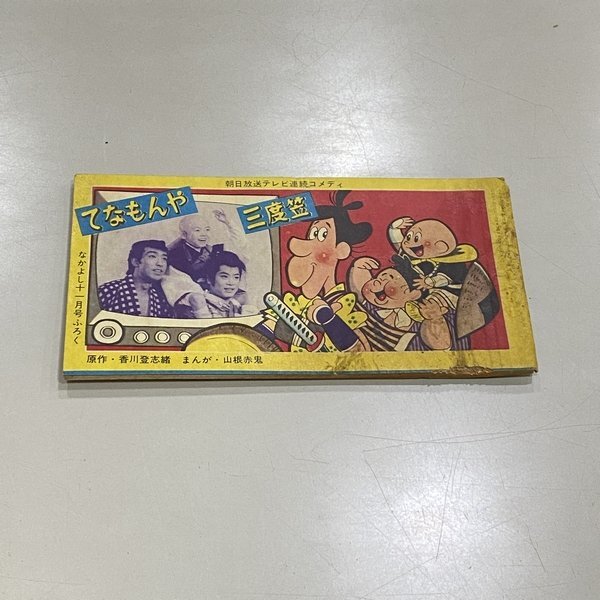 朝日放送テレビ連続コメディ
てなもんや
三度笠
なかよし十一月号ふろく
原作・香川登志緒 まんが・山根赤鬼